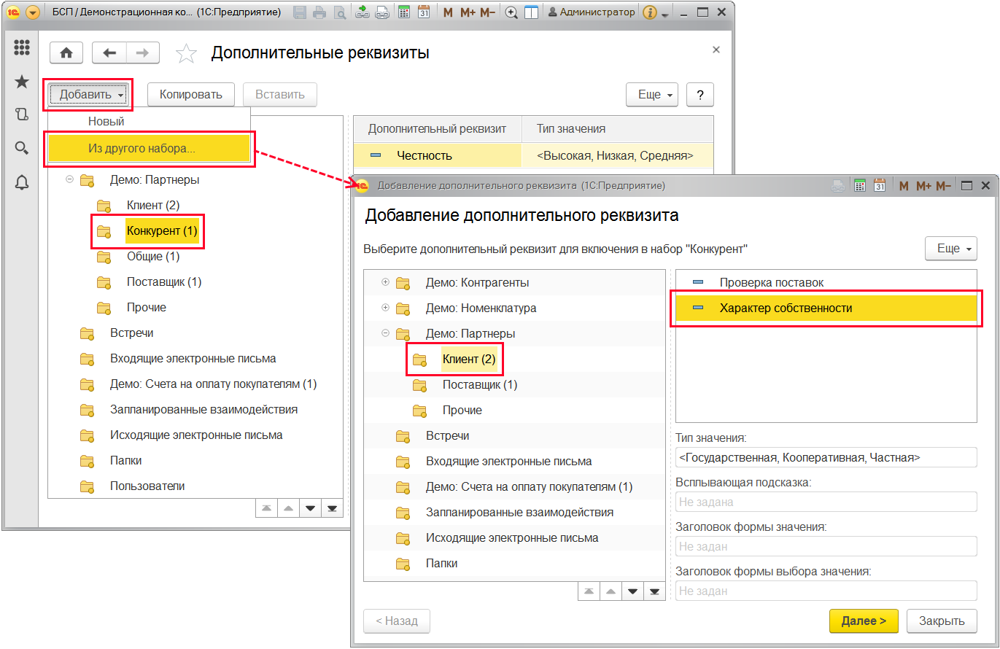 1С
БСП / Демонстрационная ко... (1С:Предприятие)
31
M M+ M−
Администратор
Дополнительные реквизиты
Добавить
Копировать
Вставить
Еще
?
Новый
Из другого набора...
Демо: Партнеры
Клиент (2)
Конкурент (1)
Общие (1)
Поставщик (1)
Прочие
Встречи
Входящие электронные письма
Демо: Счета на оплату покупателям (1)
Запланированные взаимодействия
Исходящие электронные письма
Папки
Пользователи
Дополнительный реквизит
Тип значения
Честность
<Высокая, Низкая, Средняя>
1С
Добавление дополнительного реквизита (1С:Предприятие)
31
M M+ M−
Добавление дополнительного реквизита
Выберите дополнительный реквизит для включения в набор "Конкурент"
Еще
Демо: Контрагенты
Демо: Номенклатура
Демо: Партнеры
Клиент (2)
Поставщик (1)
Прочие
Встречи
Входящие электронные письма
Демо: Счета на оплату покупателям (1)
Запланированные взаимодействия
Исходящие электронные письма
Папки
Проверка поставок
Характер собственности
Тип значения:
<Государственная, Кооперативная, Частная>
Всплывающая подсказка:
Не задана
Заголовок формы значения:
Не задан
Заголовок формы выбора значения:
Не задан
< Назад
Далее >
Закрыть